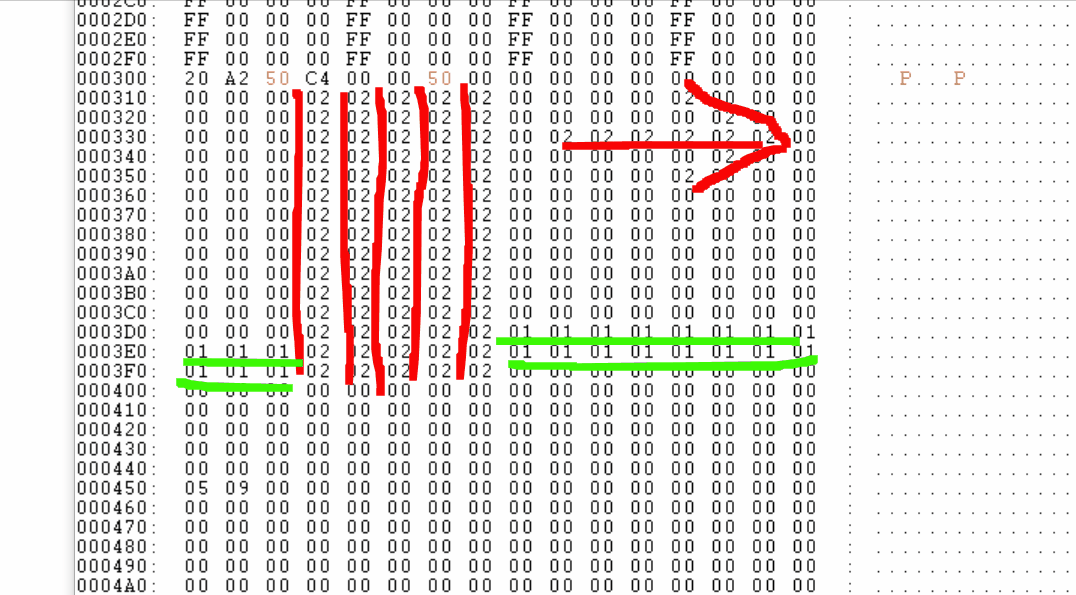 0002C0: FF 00 00 00 FF 00 00 00 FF 00 00 00 FF 00 00 00 : ...............
0002D0: FF 00 00 00 FF 00 00 00 FF 00 00 00 FF 00 00 00 : ...............
0002E0: FF 00 00 00 FF 00 00 00 FF 00 00 00 FF 00 00 00 : ...............
0002F0: FF 00 00 00 FF 00 00 00 FF 00 00 00 FF 00 00 00 : ...............
000300: 20 A2 50 C4 00 00 50 00 00 00 00 00 00 00 00 00 : ..P...P........
000310: 00 00 00 02 02 02 02 02 00 00 00 00 02 00 00 00 : ...............
000320: 00 00 00 02 02 02 02 02 00 00 00 00 00 02 00 00 : ...............
000330: 00 00 00 02 02 02 02 02 00 02 02 02 02 02 02 00 : ...............
000340: 00 00 00 02 02 02 02 02 00 00 00 00 00 02 00 00 : ...............
000350: 00 00 00 02 02 02 02 02 00 00 00 00 02 00 00 00 : ...............
000360: 00 00 00 02 02 02 02 02 00 00 00 00 00 00 00 00 : ...............
000370: 00 00 00 02 02 02 02 02 00 00 00 00 00 00 00 00 : ...............
000380: 00 00 00 02 02 02 02 02 00 00 00 00 00 00 00 00 : ...............
000390: 00 00 00 02 02 02 02 02 00 00 00 00 00 00 00 00 : ...............
0003A0: 00 00 00 02 02 02 02 02 00 00 00 00 00 00 00 00 : ...............
0003B0: 00 00 00 02 02 02 02 02 00 00 00 00 00 00 00 00 : ...............
0003C0: 00 00 00 02 02 02 02 02 00 00 00 00 00 00 00 00 : ...............
0003D0: 00 00 00 02 02 02 02 02 01 01 01 01 01 01 01 01 : ...............
0003E0: 01 01 01 02 02 02 02 02 01 01 01 01 01 01 01 01 : ...............
0003F0: 01 01 01 02 02 02 02 02 00 00 00 00 00 00 00 00 : ...............
000400: 00 00 00 00 00 00 00 00 00 00 00 00 00 00 00 00 : ...............
000410: 00 00 00 00 00 00 00 00 00 00 00 00 00 00 00 00 : ...............
000420: 00 00 00 00 00 00 00 00 00 00 00 00 00 00 00 00 : ...............
000430: 00 00 00 00 00 00 00 00 00 00 00 00 00 00 00 00 : ...............
000440: 00 00 00 00 00 00 00 00 00 00 00 00 00 00 00 00 : ...............
000450: 05 09 00 00 00 00 00 00 00 00 00 00 00 00 00 00 : ...............
000460: 00 00 00 00 00 00 00 00 00 00 00 00 00 00 00 00 : ...............
000470: 00 00 00 00 00 00 00 00 00 00 00 00 00 00 00 00 : ...............
000480: 00 00 00 00 00 00 00 00 00 00 00 00 00 00 00 00 : ...............
000490: 00 00 00 00 00 00 00 00 00 00 00 00 00 00 00 00 : ...............
0004A0: 00 00 00 00 00 00 00 00 00 00 00 00 00 00 00 00 : ...............